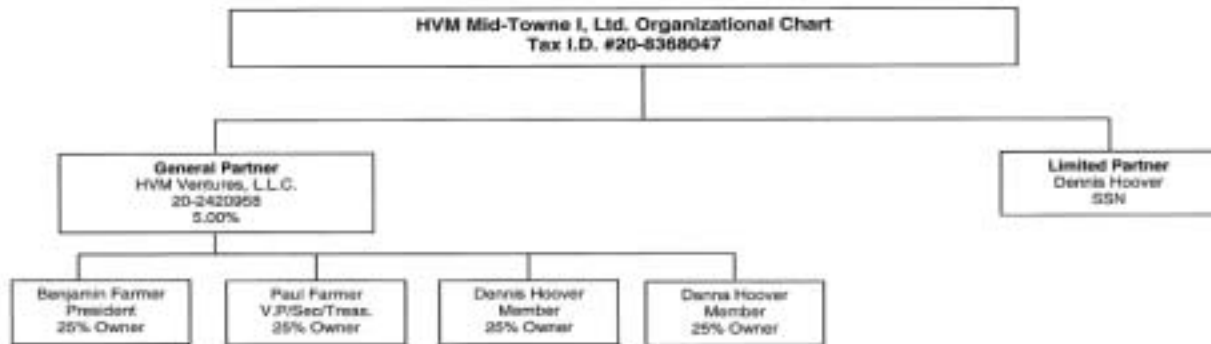 HVM Mid-Towne I, Ltd. Organizational Chart
Tax I.D. #20-8368047
General Partner
HVM Ventures, L.L.C.
20-2420958
5.00%
Limited Partner
Dennis Hoover
SSN
Benjamin Farmer
President
25% Owner
Paul Farmer
V.P/Sec/Treas.
25% Owner
Dennis Hoover
Member
25% Owner
Danna Hoover
Member
25% Owner